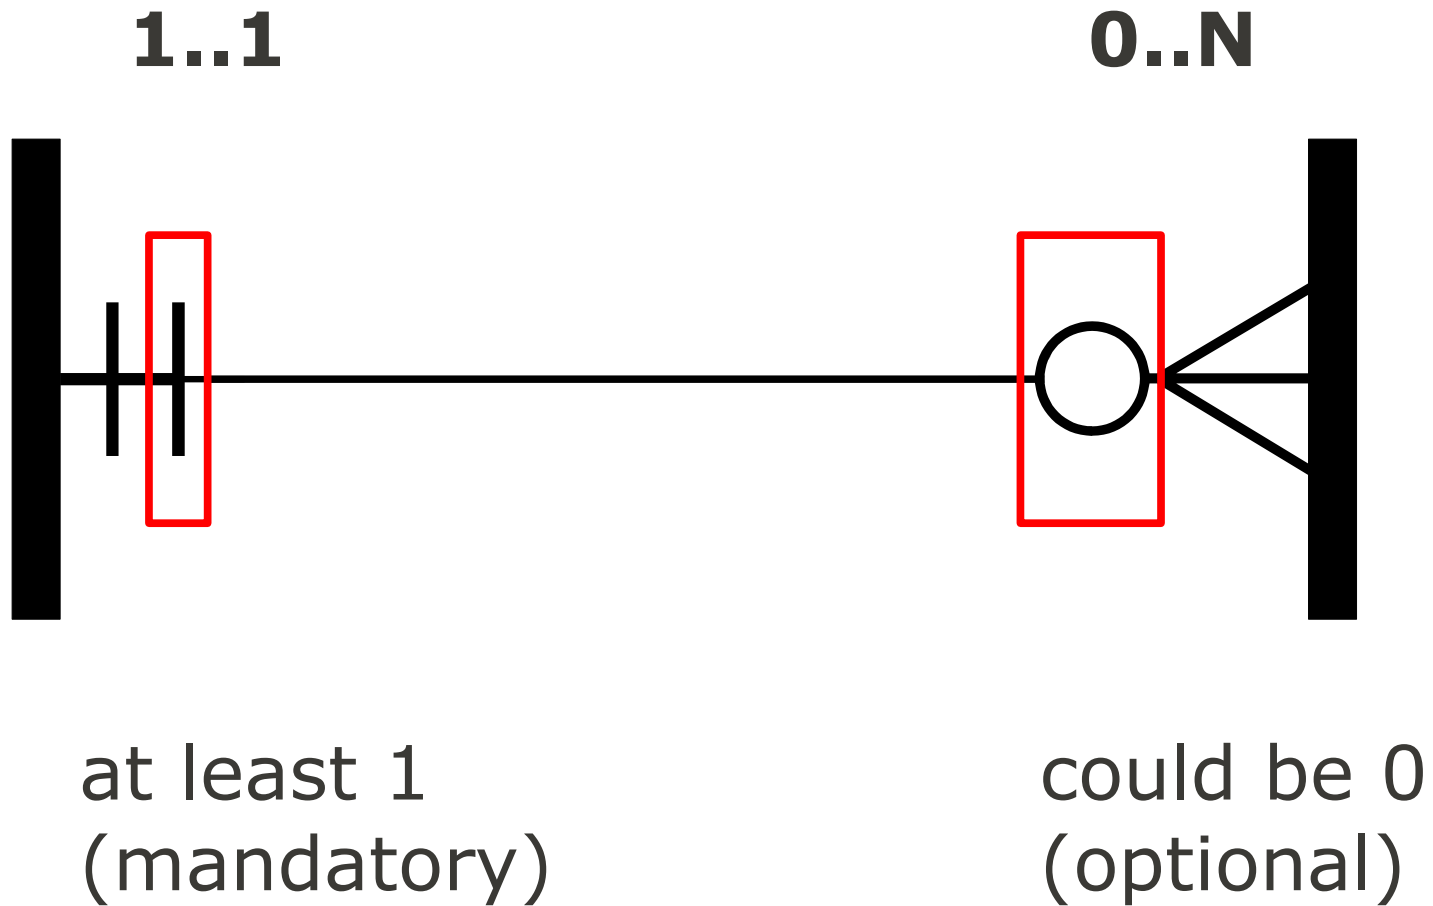 1..1
0..N
at least 1
(mandatory)
could be 0
(optional)